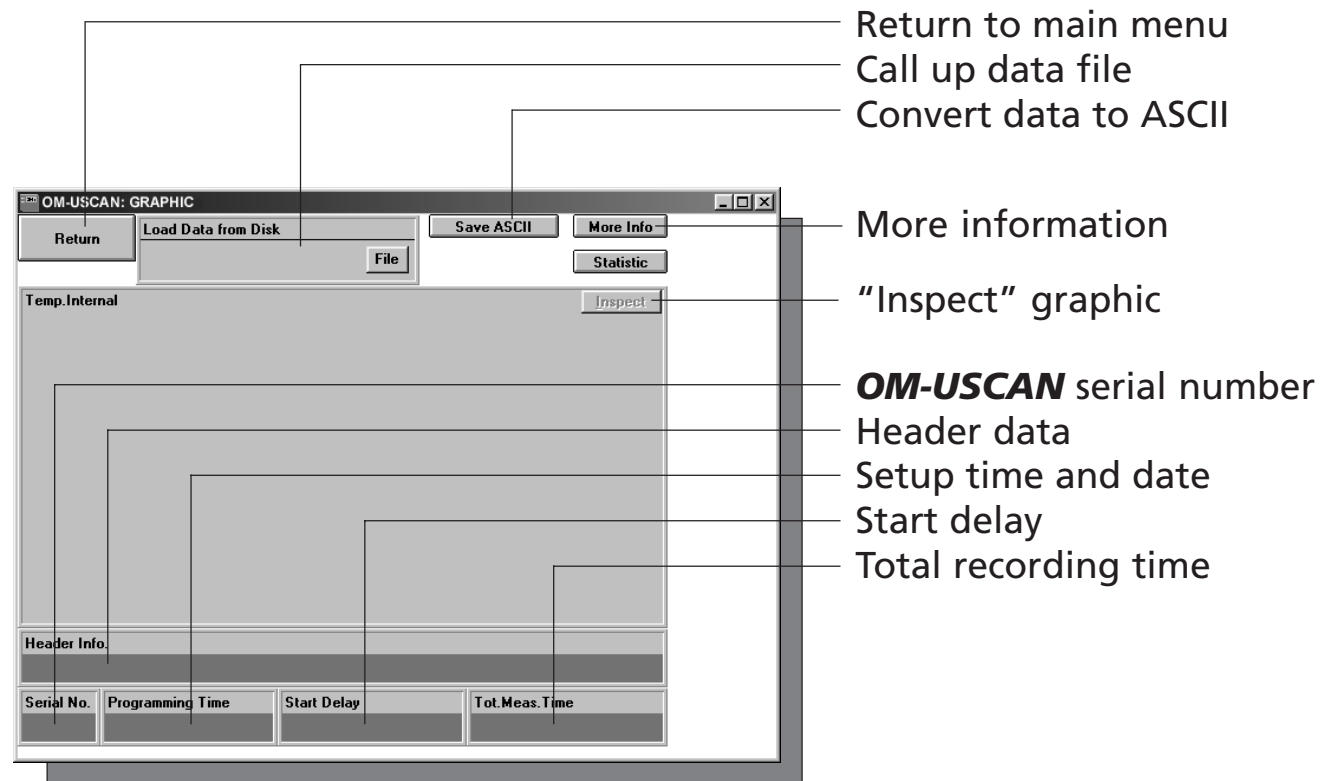 Return to main menu
Call up data file
Convert data to ASCII
OM-USCAN: GRAPHIC
Return
Load Data from Disk
File
Save ASCII
More Info
Statistic
More information
Temp.Internal
Inspect
“Inspect” graphic
OM-USCAN serial number
Header data
Setup time and date
Start delay
Total recording time
Header Info.
Serial No.
Programming Time
Start Delay
Tot.Meas.Time